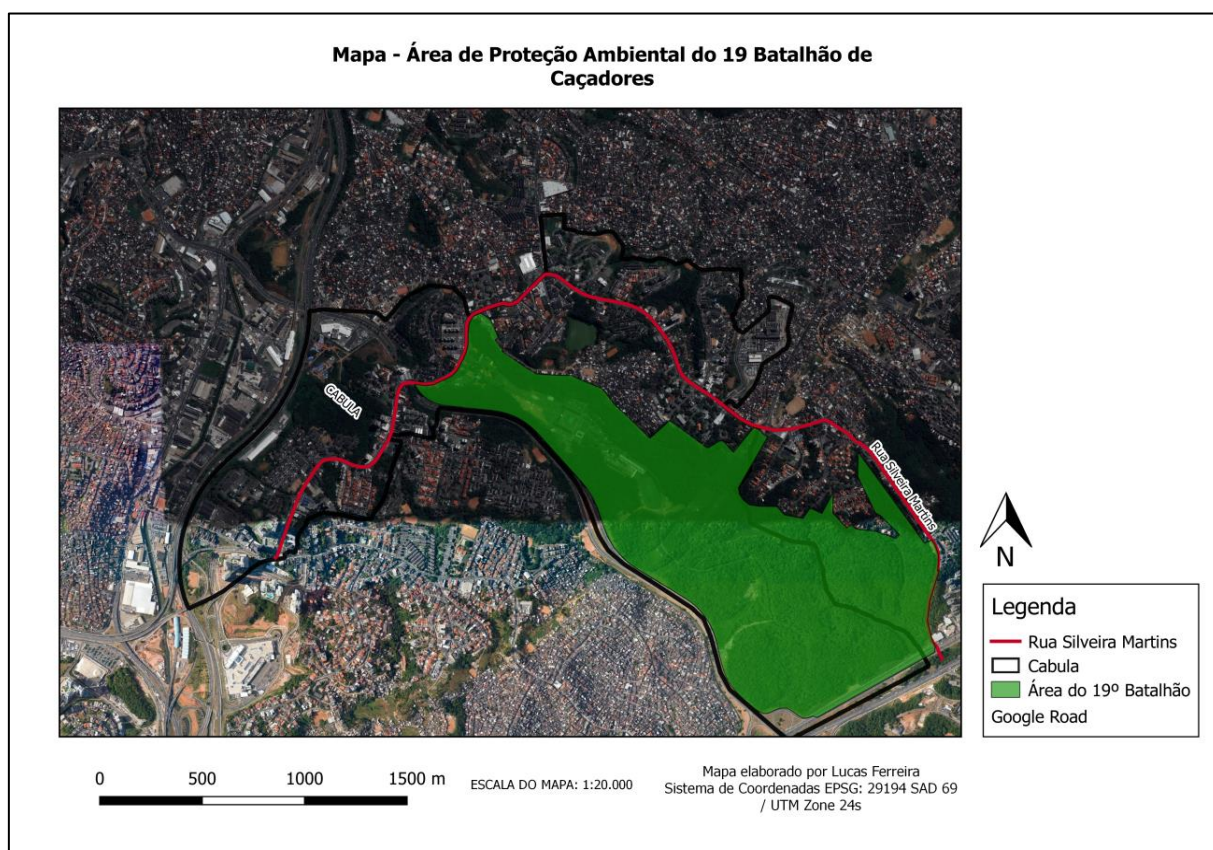 Mapa - Área de Proteção Ambiental do 19 Batalhão de
Caçadores
CABULA
Rua Silveira Martins
N
Legenda
Rua Silveira Martins
Cabula
Área do 19º Batalhão
Google Road
0 500 1000 1500 m
ESCALA DO MAPA: 1:20.000
Mapa elaborado por Lucas Ferreira
Sistema de Coordenadas EPSG: 29194 SAD 69
/ UTM Zone 24s